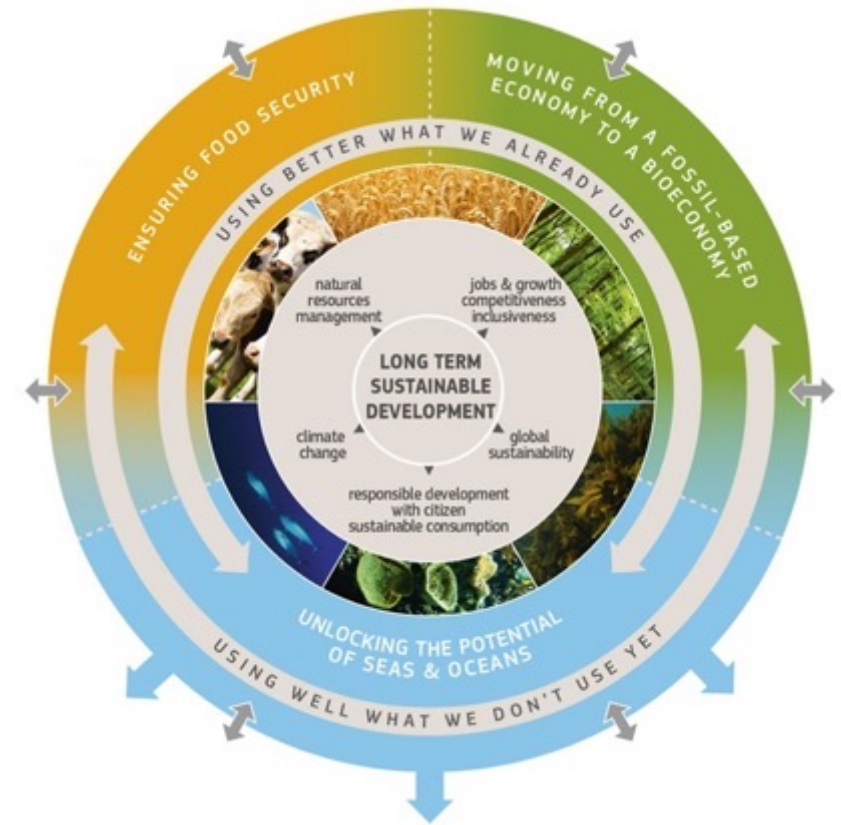 ENSURING FOOD SECURITY
MOVING FROM A FOSSIL-BASED
ECONOMY TO A BIOECONOMY
USING BETTER WHAT WE ALREADY USE
natural
resources
management
jobs & growth
competitiveness
inclusiveness
LONG TERM
SUSTAINABLE
DEVELOPMENT
climate
change
global
sustainability
responsible development
with citizen
sustainable consumption
UNLOCKING THE POTENTIAL
OF SEAS & OCEANS
USING WELL WHAT WE DON'T USE YET